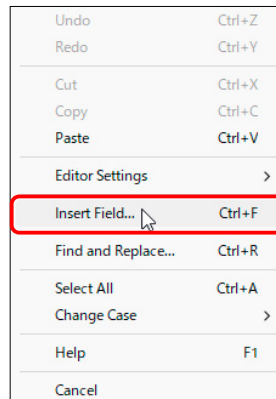 Undo Ctrl+Z
Redo Ctrl+Y
Cut Ctrl+X
Copy Ctrl+C
Paste Ctrl+V
Editor Settings >
Insert Field... Ctrl+F
Find and Replace... Ctrl+R
Select All Ctrl+A
Change Case >
Help F1
Cancel